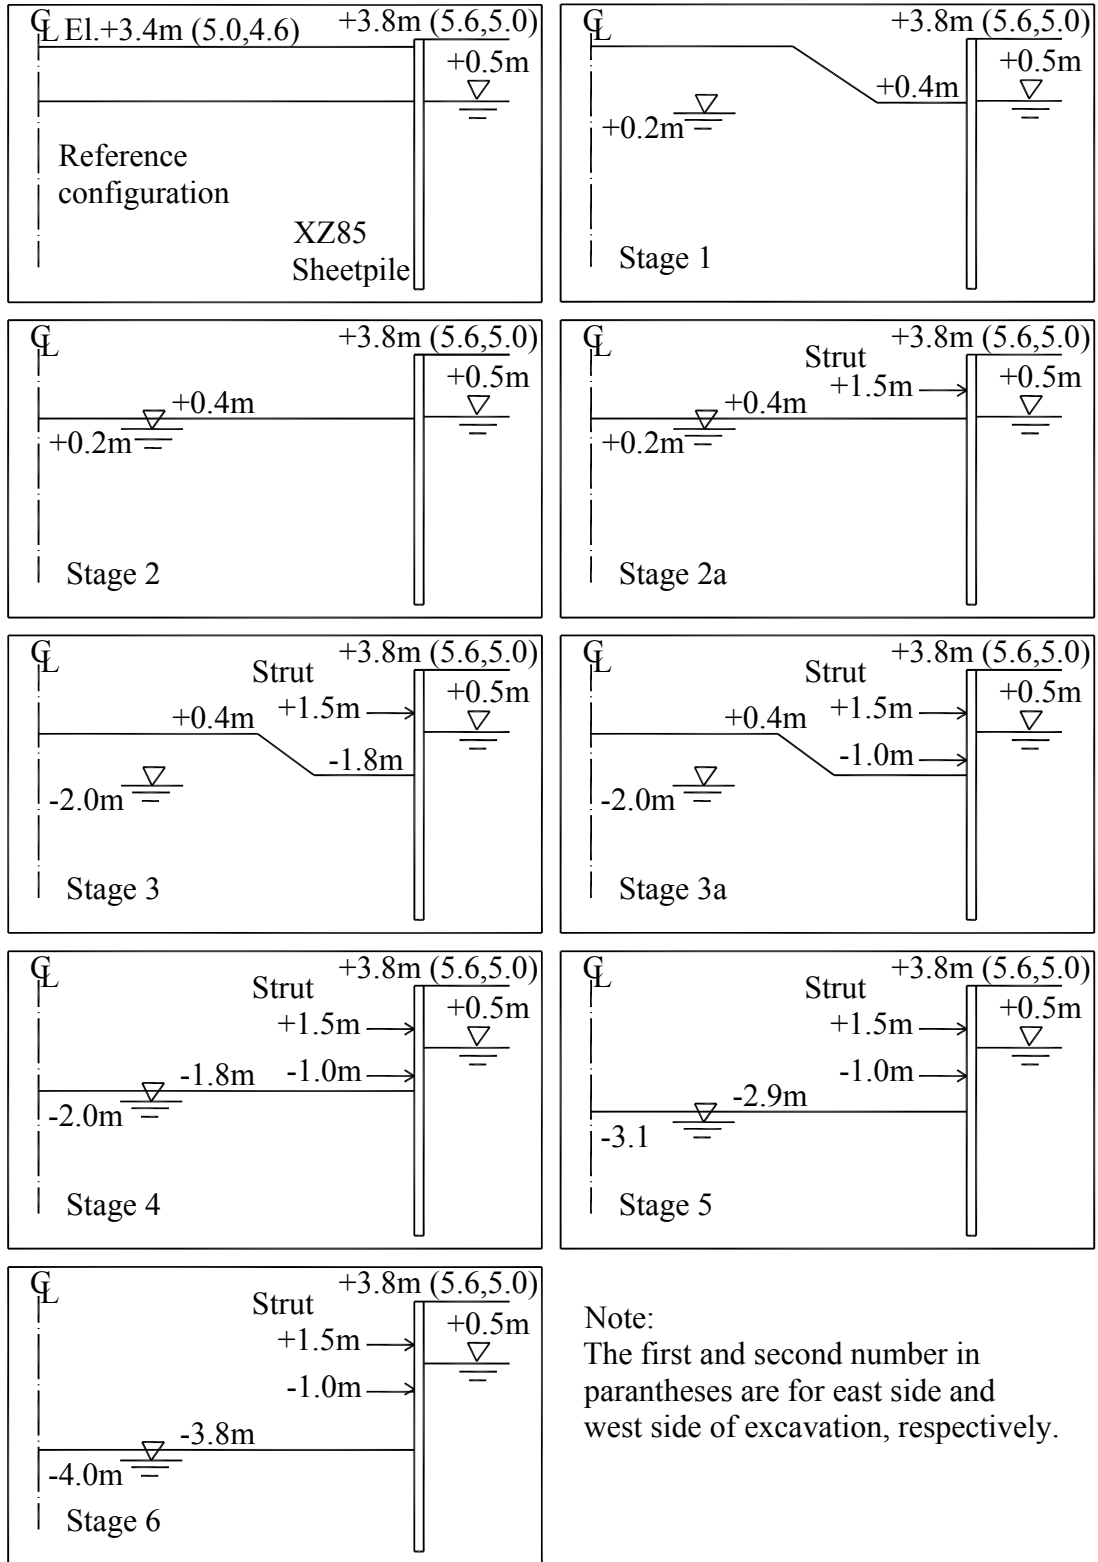 ℄ El.+3.4m (5.0,4.6) +3.8m (5.6,5.0)
+0.5m
Reference
configuration
XZ85
Sheetpile
℄ +3.8m (5.6,5.0)
+0.5m
+0.4m
+0.2m
Stage 1
℄ +3.8m (5.6,5.0)
+0.5m
+0.4m
+0.2m
Stage 2
℄ +3.8m (5.6,5.0)
Strut
+0.5m
+1.5m
+0.4m
+0.2m
Stage 2a
℄ +3.8m (5.6,5.0)
Strut
+0.5m
+1.5m
+0.4m
-1.8m
-2.0m
Stage 3
℄ +3.8m (5.6,5.0)
Strut
+0.5m
+1.5m
+0.4m
-1.0m
-2.0m
Stage 3a
℄ +3.8m (5.6,5.0)
Strut
+0.5m
+1.5m
-1.8m -1.0m
-2.0m
Stage 4
℄ +3.8m (5.6,5.0)
Strut
+0.5m
+1.5m
-1.0m
-2.9m
-3.1
Stage 5
℄ +3.8m (5.6,5.0)
Strut
+0.5m
+1.5m
-1.0m
-3.8m
-4.0m
Stage 6
Note:
The first and second number in
parantheses are for east side and
west side of excavation, respectively.